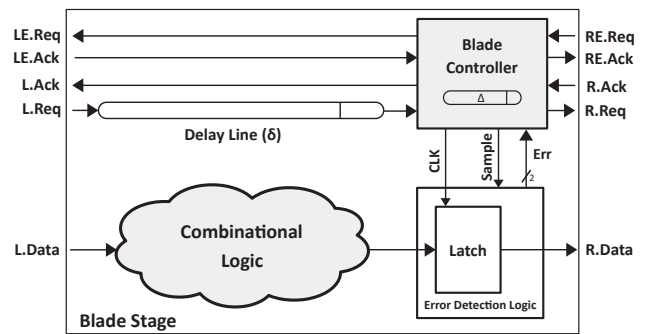 LE.Req
LE.Ack
L.Ack
L.Req
Delay Line (δ)
Blade
Controller
Δ
RE.Req
RE.Ack
R.Ack
R.Req
CLK
Sample
Err
2
L.Data
Combinational
Logic
Latch
R.Data
Error Detection Logic
Blade Stage